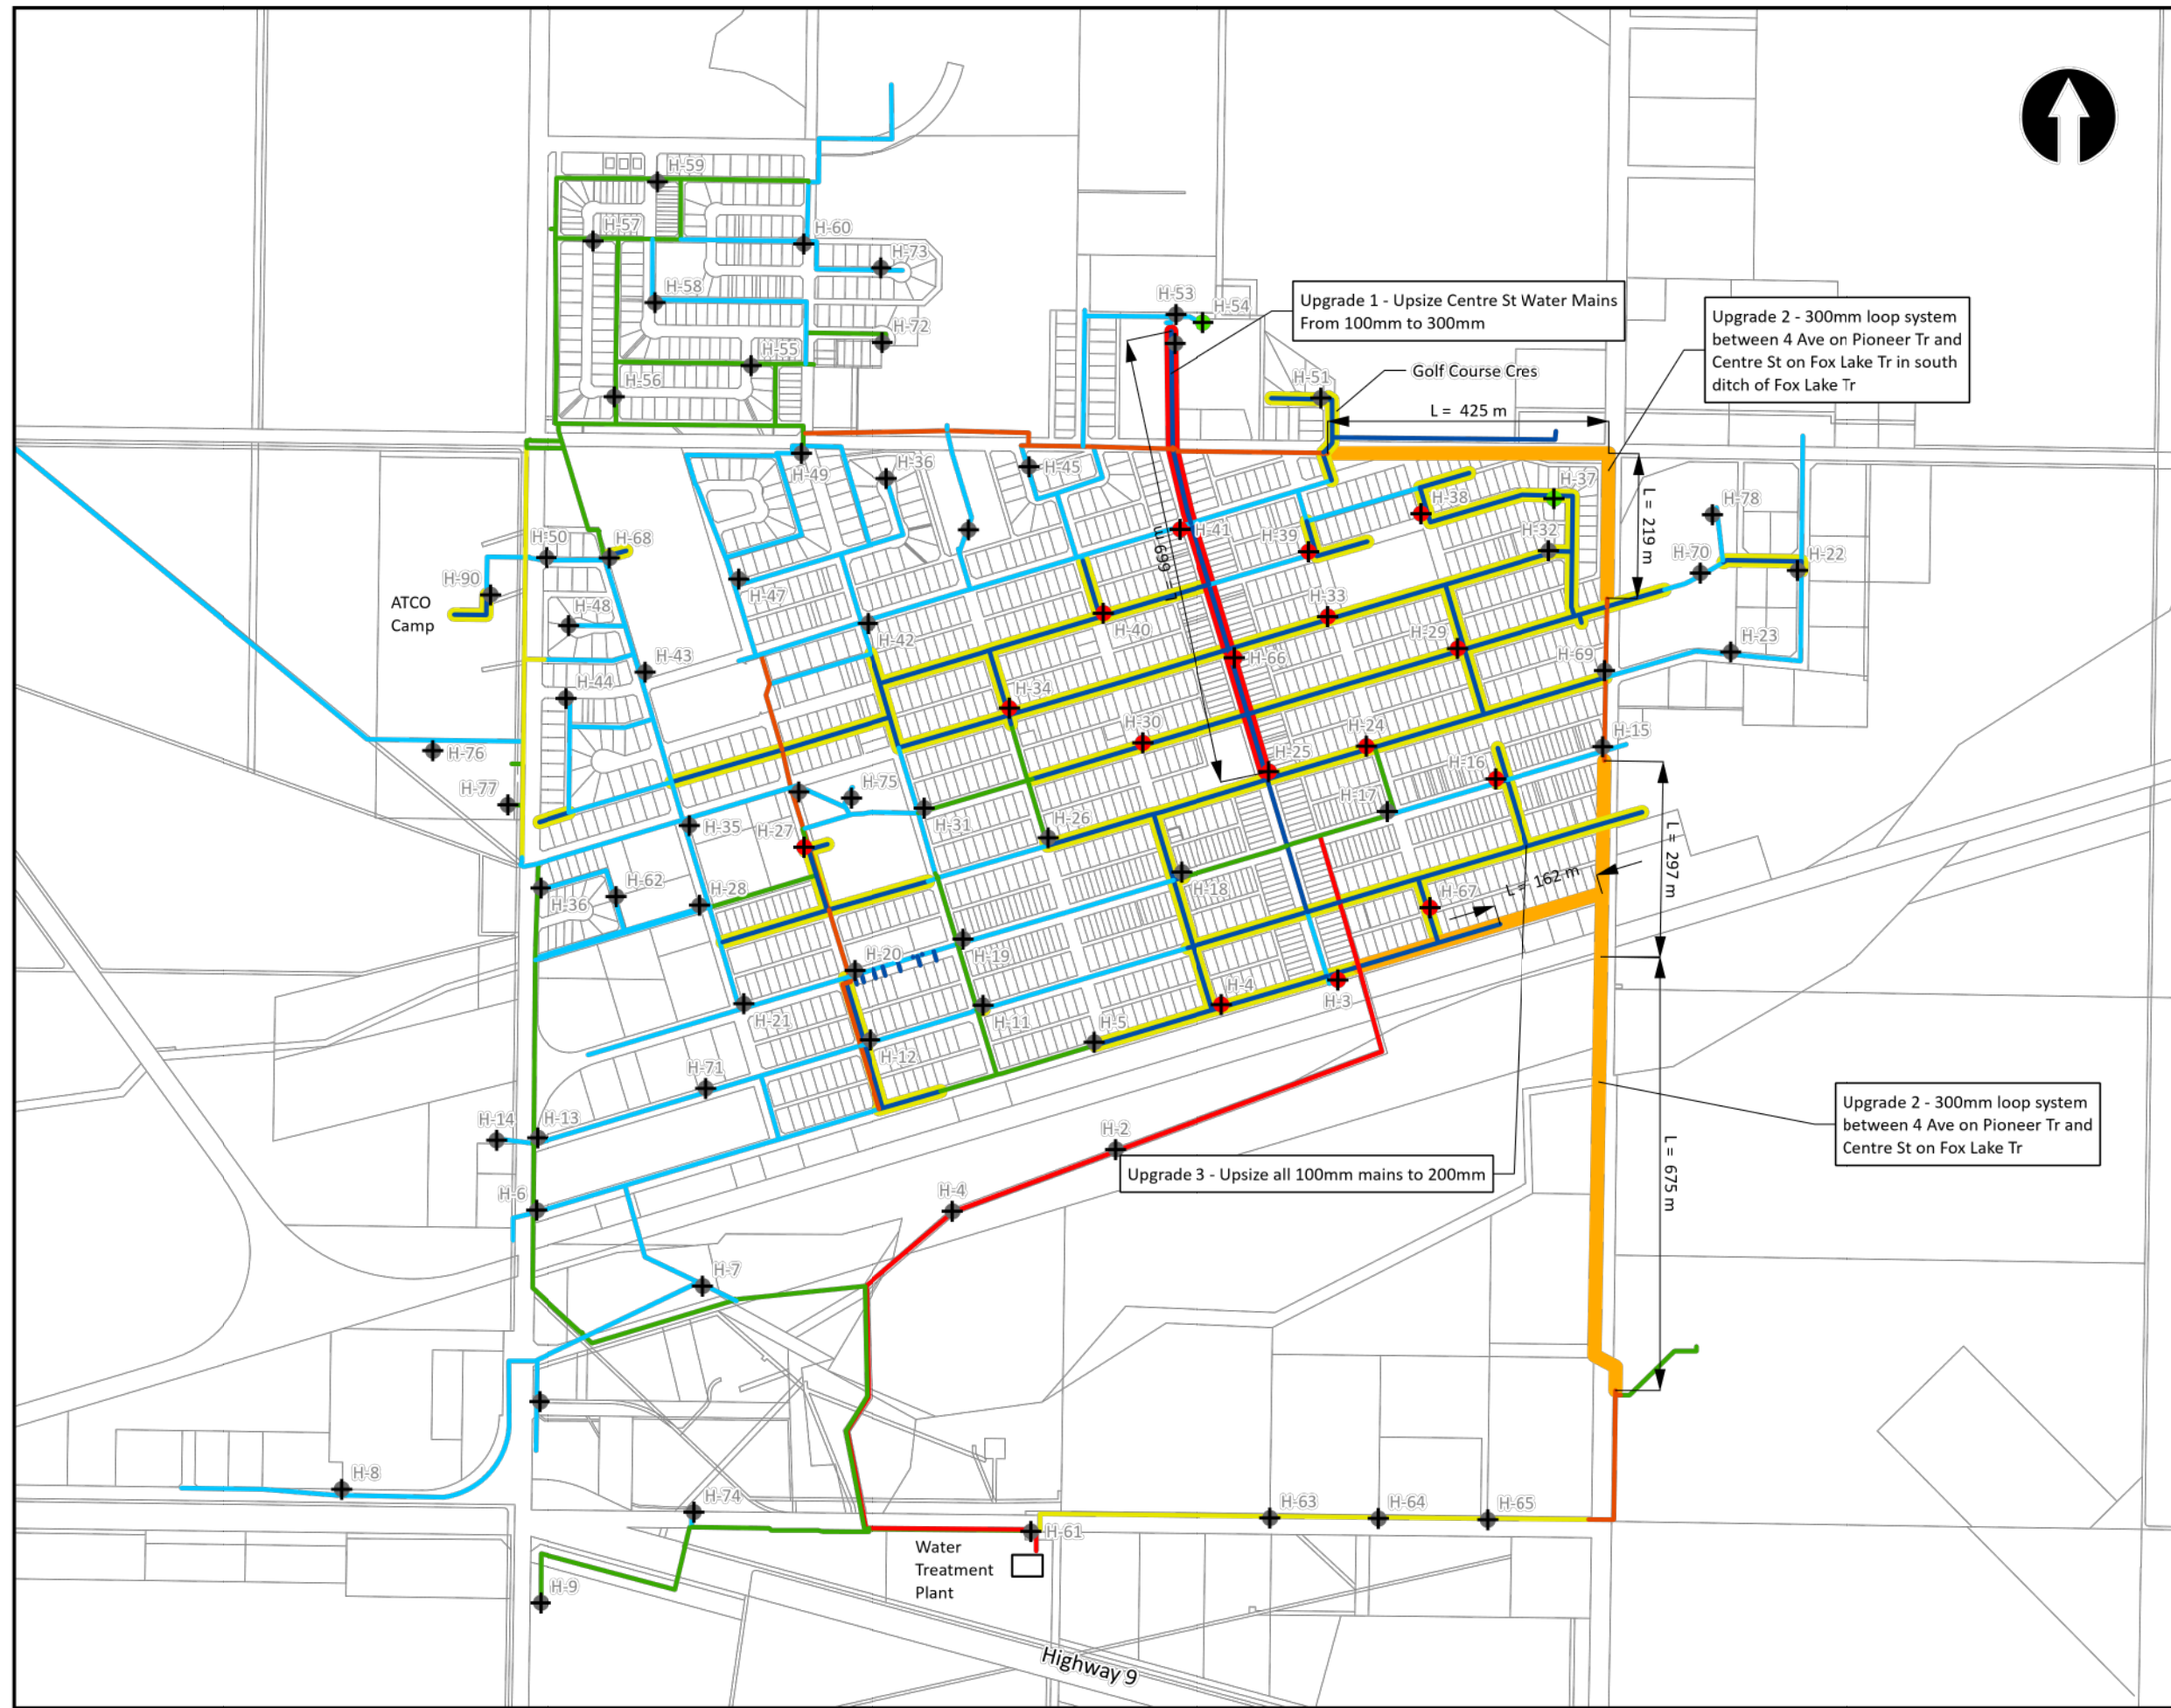 H-59
H-57
H-60
H-73
H-58
H-53
H-54
Upgrade 1 - Upsize Centre St Water Mains
From 100mm to 300mm
Upgrade 2 - 300mm loop system
between 4 Ave on Pioneer Tr and
Centre St on Fox Lake Tr in south
ditch of Fox Lake Tr
H-72
H-55
H-56
H-51
Golf Course Cres
L = 425 m
H-49
H-36
H-45
H-37
H-38
L = 219 m
H-78
H-50
H-68
H-41
H-39
H-32
H-70
H-22
L = 699 m
H-90
ATCO
Camp
H-48
H-47
H-42
H-40
H-33
H-29
H-23
H-43
H-66
H-69
H-44
H-34
H-30
H-24
H-15
H-76
H-25
H-16
H-77
H-75
H-17
H-35
H-27
H-31
H-26
L = 297 m
H-36
H-62
H-28
H-18
H-67
L = 162 m
H-20
H-19
H-4
H-3
H-21
H-11
H-5
H-12
H-71
H-14
H-13
H-2
Upgrade 2 - 300mm loop system
between 4 Ave on Pioneer Tr and
Centre St on Fox Lake Tr
Upgrade 3 - Upsize all 100mm mains to 200mm
L = 675 m
H-6
H-4
H-7
H-8
H-74
H-63
H-64
H-65
H-61
Water
Treatment
Plant
H-9
Highway 9